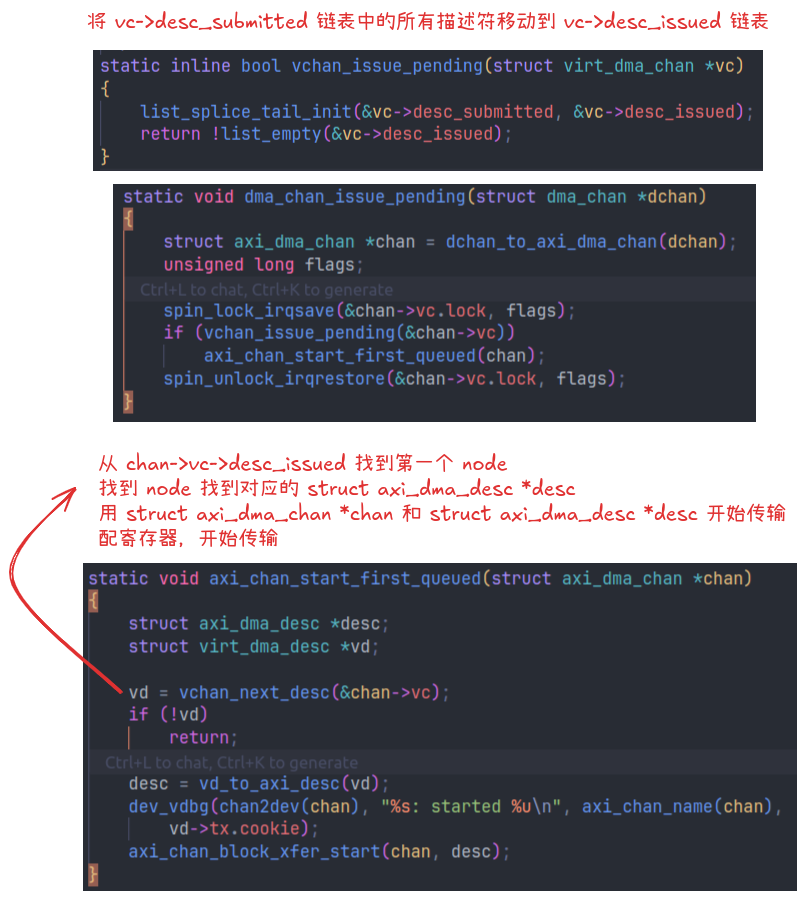 将 vc->desc_submitted 链表中的所有描述符移动到 vc->desc_issued 链表
static inline bool vchan_issue_pending(struct virt_dma_chan *vc)
{
    list_splice_tail_init(&vc->desc_submitted, &vc->desc_issued);
    return !list_empty(&vc->desc_issued);
}
static void dma_chan_issue_pending(struct dma_chan *dchan)
{
    struct axi_dma_chan *chan = dchan_to_axi_dma_chan(dchan);
    unsigned long flags;
Ctrl+L to chat, Ctrl+K to generate
    spin_lock_irqsave(&chan->vc.lock, flags);
    if (vchan_issue_pending(&chan->vc))
        axi_chan_start_first_queued(chan);
    spin_unlock_irqrestore(&chan->vc.lock, flags);
}
从 chan->vc->desc_issued 找到第一个 node
找到 node 找到对应的 struct axi_dma_desc *desc
用 struct axi_dma_chan *chan 和 struct axi_dma_desc *desc 开始传输
配寄存器，开始传输
static void axi_chan_start_first_queued(struct axi_dma_chan *chan)
{
    struct axi_dma_desc *desc;
    struct virt_dma_desc *vd;
    vd = vchan_next_desc(&chan->vc);
    if (!vd)
        return;
Ctrl+L to chat, Ctrl+K to generate
    desc = vd_to_axi_desc(vd);
    dev_vdbg(chan2dev(chan), "%s: started %u\n", axi_chan_name(chan),
        vd->tx.cookie);
    axi_chan_block_xfer_start(chan, desc);
}